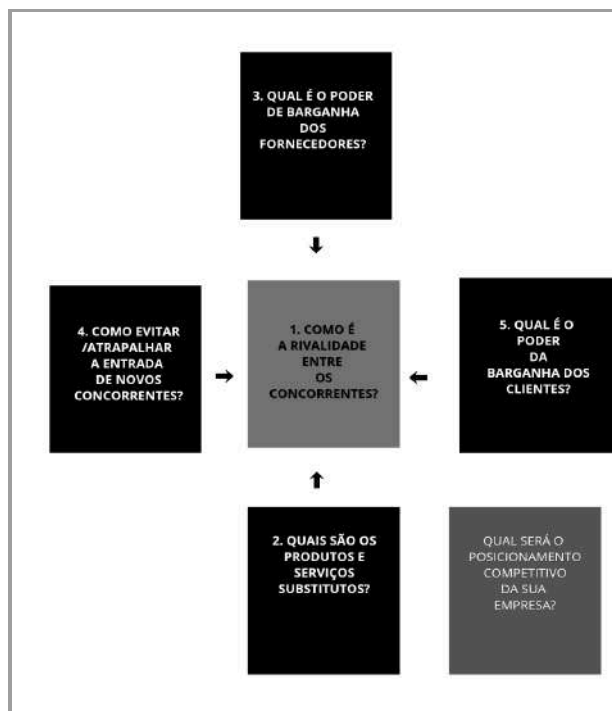 3. QUAL É O PODER
DE BARGANHA
DOS
FORNECEDORES?
4. COMO EVITAR
/ATRAPALHAR
A ENTRADA
DE NOVOS
CONCORRENTES?
1. COMO É
A RIVALIDADE
ENTRE
OS
CONCORRENTES?
5. QUAL É O
PODER
DA
BARGANHA DOS
CLIENTES?
2. QUAIS SÃO OS
PRODUTOS E
SERVIÇOS
SUBSTITUTOS?
QUAL SERÁ O
POSICIONAMENTO
COMPETITIVO
DA SUA
EMPRESA?